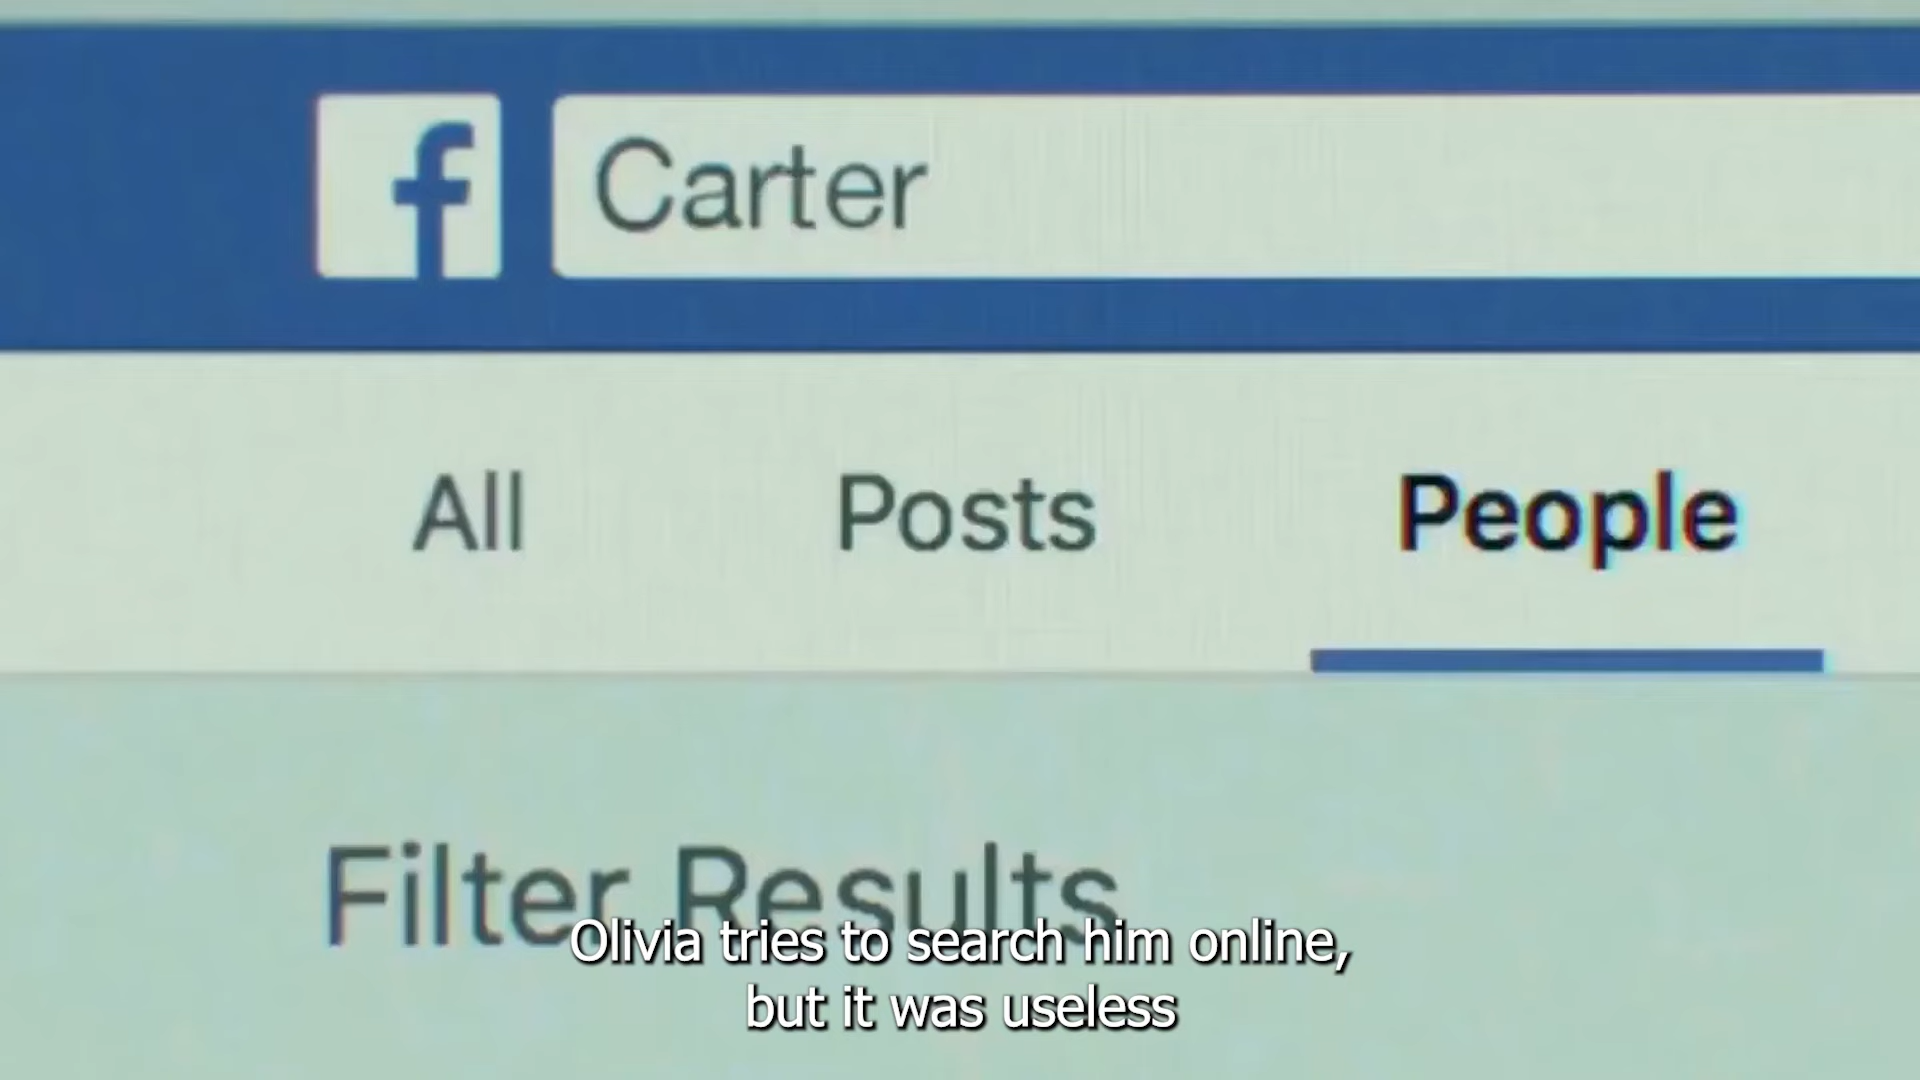 f Carter
All Posts People
Filter Results
Olivia tries to search him online,
but it was useless